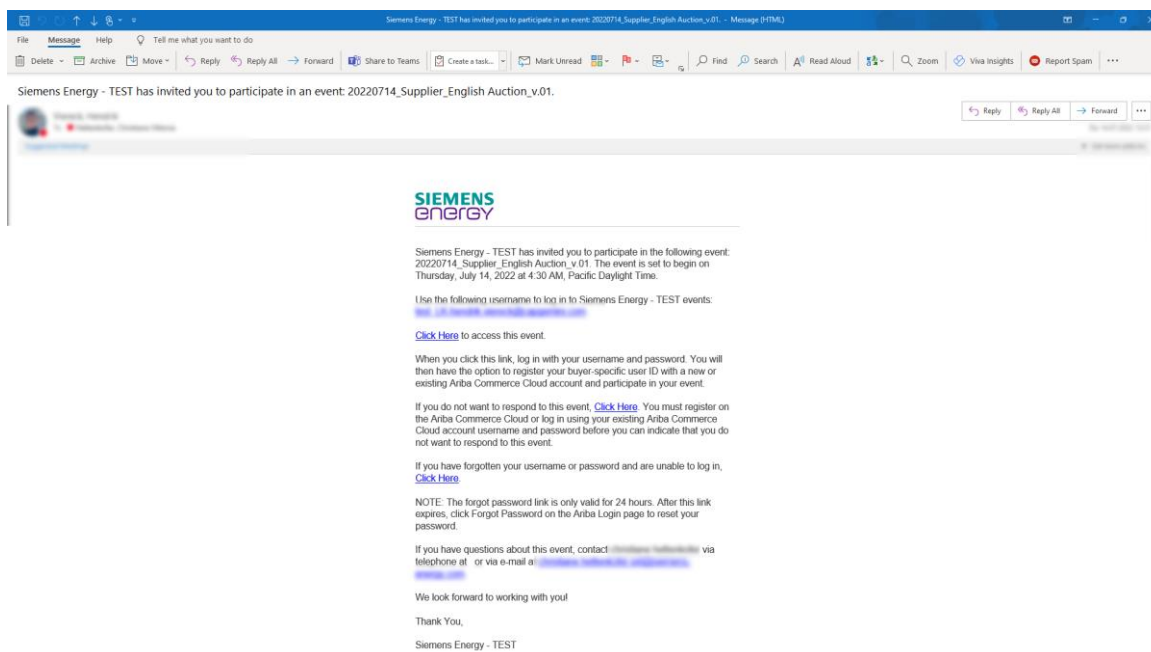 Siemens Energy - TEST has invited you to participate in an event: 20220714_Supplier_English Auction_v.01. - Message (HTML)
File Message Help Tell me what you want to do
Delete Archive Move Reply Reply All Forward Share to Teams Create a task... Mark Unread Find Search Read Aloud Zoom Viva Insights Report Spam
Siemens Energy - TEST has invited you to participate in an event: 20220714_Supplier_English Auction_v.01.
Reply Reply All Forward
SIEMENS
energy
Siemens Energy - TEST has invited you to participate in the following event:
20220714_Supplier_English Auction_v.01. The event is set to begin on
Thursday, July 14, 2022 at 4:30 AM, Pacific Daylight Time.
Use the following username to log in to Siemens Energy - TEST events:
Click Here to access this event.
When you click this link, log in with your username and password. You will
then have the option to register your buyer-specific user ID with a new or
existing Ariba Commerce Cloud account and participate in your event.
If you do not want to respond to this event, Click Here. You must register on
the Ariba Commerce Cloud or log in using your existing Ariba Commerce
Cloud account username and password before you can indicate that you do
not want to respond to this event.
If you have forgotten your username or password and are unable to log in,
Click Here.
NOTE: The forgot password link is only valid for 24 hours. After this link
expires, click Forgot Password on the Ariba Login page to reset your
password.
If you have questions about this event, contact via
telephone at or via e-mail a
We look forward to working with you!
Thank You,
Siemens Energy - TEST